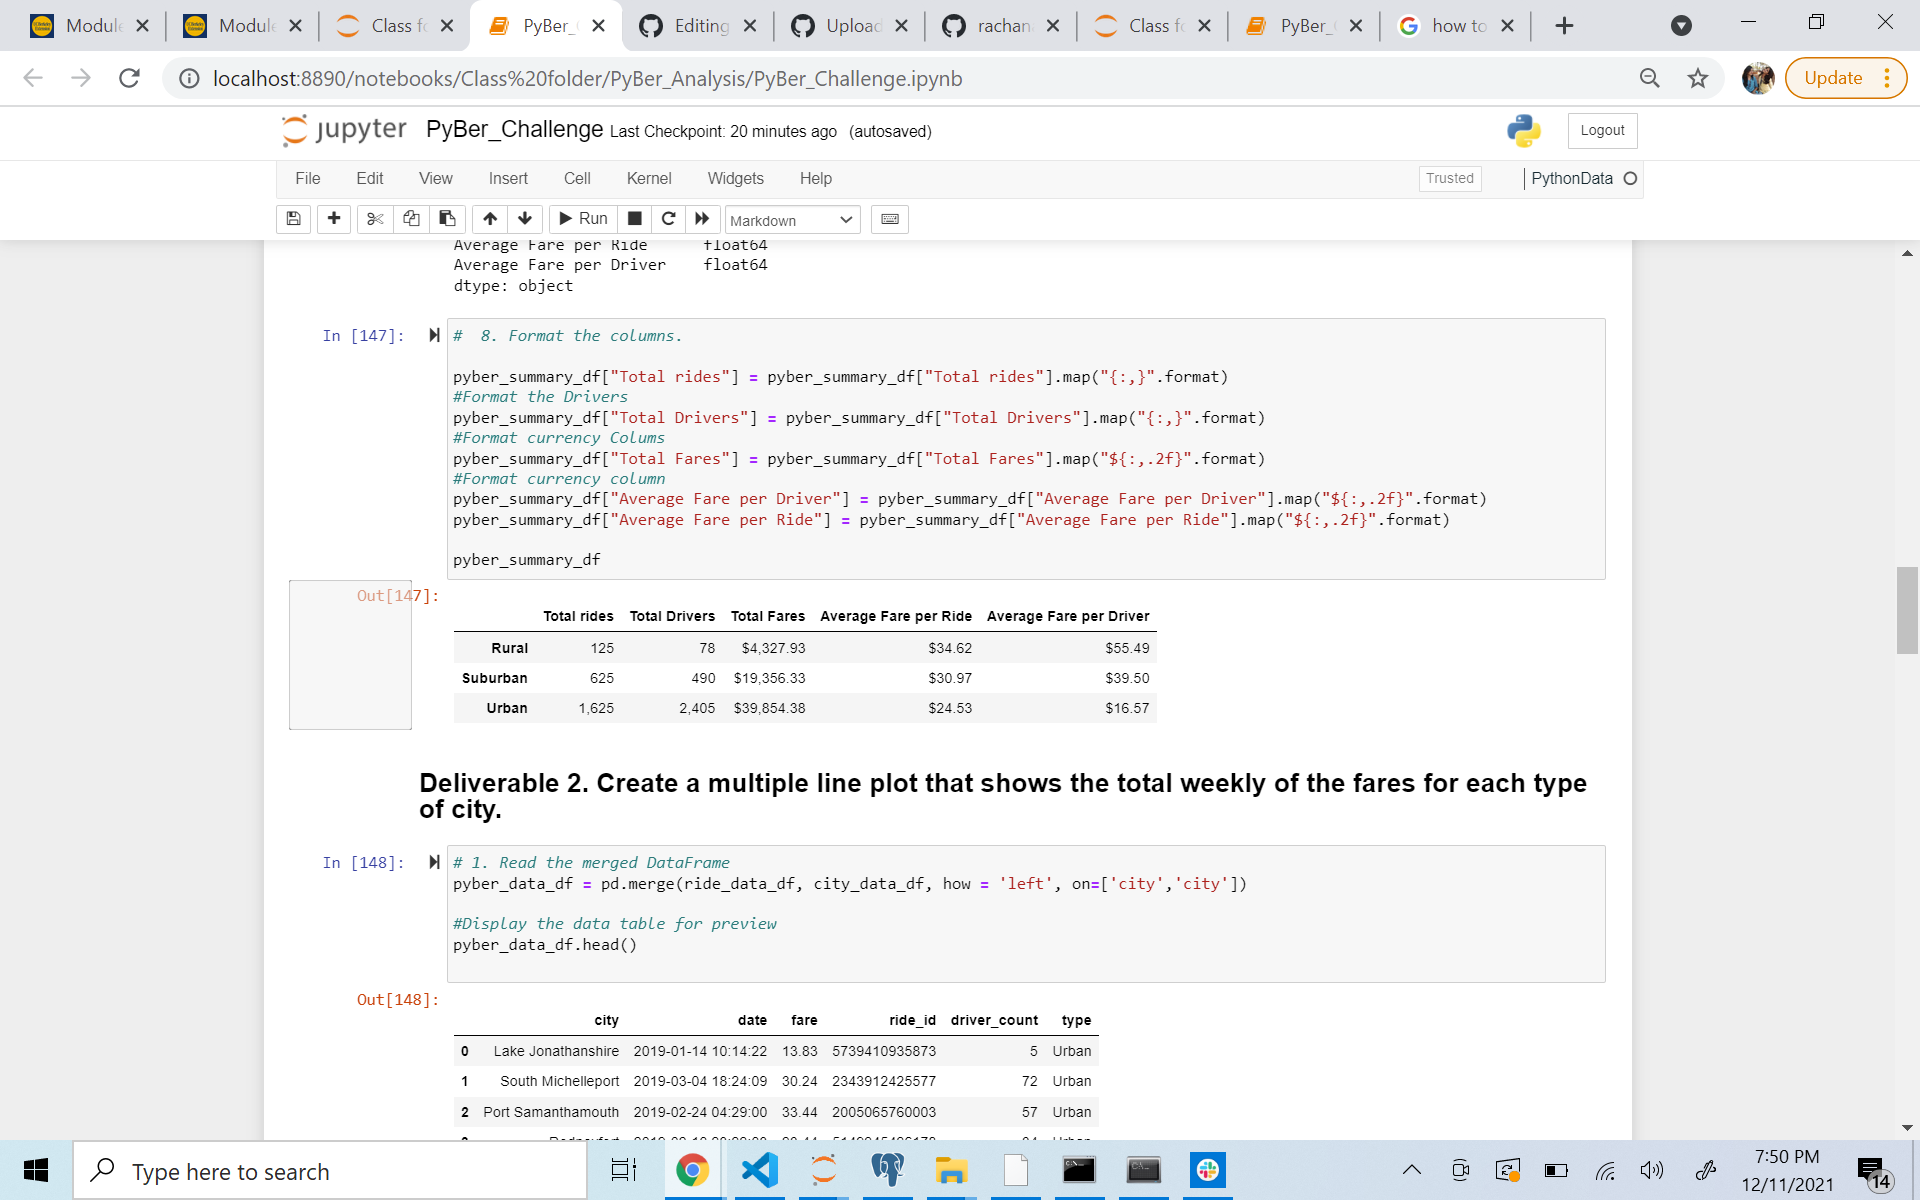 Module Module Class fo PyBer_ Editing Upload rachan Class fo PyBer_ how to
localhost:8890/notebooks/Class%20folder/PyBer_Analysis/PyBer_Challenge.ipynb Update
jupyter PyBer_Challenge Last Checkpoint: 20 minutes ago (autosaved) Logout
File Edit View Insert Cell Kernel Widgets Help Trusted PythonData
Run Markdown
Average Fare per Ride float64
Average Fare per Driver float64
dtype: object
In [147]: # 8. Format the columns.
pyber_summary_df["Total rides"] = pyber_summary_df["Total rides"].map("{:,}".format)
#Format the Drivers
pyber_summary_df["Total Drivers"] = pyber_summary_df["Total Drivers"].map("{:,}".format)
#Format currency Colums
pyber_summary_df["Total Fares"] = pyber_summary_df["Total Fares"].map("${:,.2f}".format)
#Format currency column
pyber_summary_df["Average Fare per Driver"] = pyber_summary_df["Average Fare per Driver"].map("${:,.2f}".format)
pyber_summary_df["Average Fare per Ride"] = pyber_summary_df["Average Fare per Ride"].map("${:,.2f}".format)
pyber_summary_df
Out[147]:
Total rides Total Drivers Total Fares Average Fare per Ride Average Fare per Driver
Rural 125 78 $4,327.93 $34.62 $55.49
Suburban 625 490 $19,356.33 $30.97 $39.50
Urban 1,625 2,405 $39,854.38 $24.53 $16.57
Deliverable 2. Create a multiple line plot that shows the total weekly of the fares for each type
of city.
In [148]: # 1. Read the merged DataFrame
pyber_data_df = pd.merge(ride_data_df, city_data_df, how = 'left', on=['city','city'])
#Display the data table for preview
pyber_data_df.head()
Out[148]:
city date fare ride_id driver_count type
0 Lake Jonathanshire 2019-01-14 10:14:22 13.83 5739410935873 5 Urban
1 South Michelleport 2019-03-04 18:24:09 30.24 2343912425577 72 Urban
2 Port Samanthamouth 2019-02-24 04:29:00 33.44 2005065760003 57 Urban
Type here to search
7:50 PM
12/11/2021
14